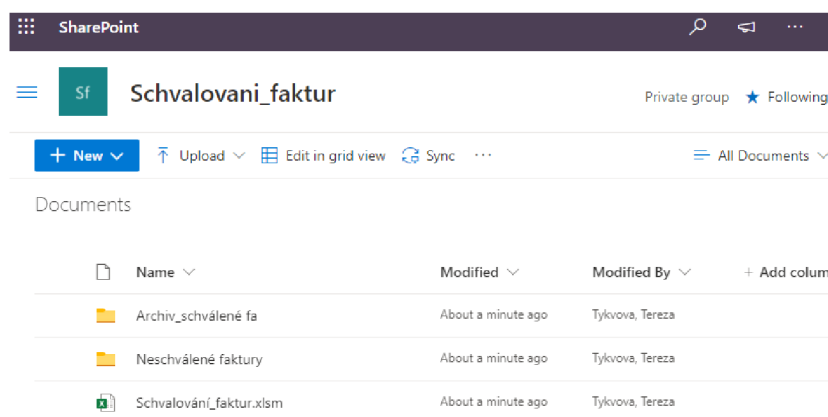 SharePoint
Sf
Schvalovani_faktur
Private group ★ Following
+ New Upload Edit in grid view Sync ···
All Documents
Documents
Name Modified Modified By + Add colum
Archiv_schválené fa About a minute ago Tykvova, Tereza
Neschválené faktury About a minute ago Tykvova, Tereza
Schvalování_faktur.xlsm About a minute ago Tykvova, Tereza